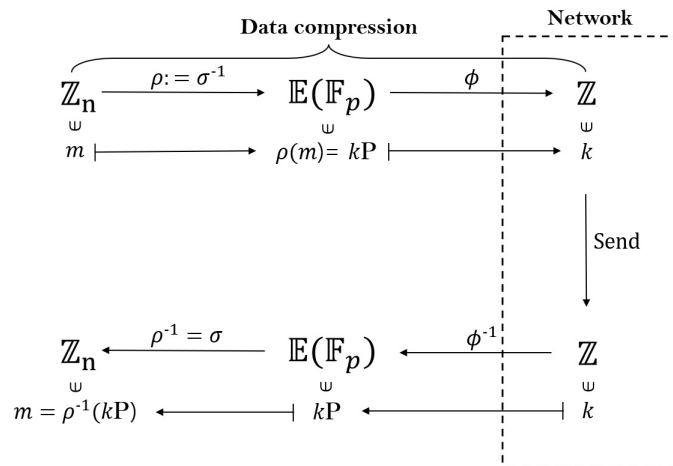 Network
Data compression
ℤₙ ρ:= σ⁻¹ 𝔼(𝔽ₚ) ϕ ℤ
∈ ∈ ∈
m ρ(m)= kP k
Send
ℤₙ ρ⁻¹ = σ 𝔼(𝔽ₚ) ϕ⁻¹ ℤ
∈ ∈ ∈
m = ρ⁻¹(kP) kP k